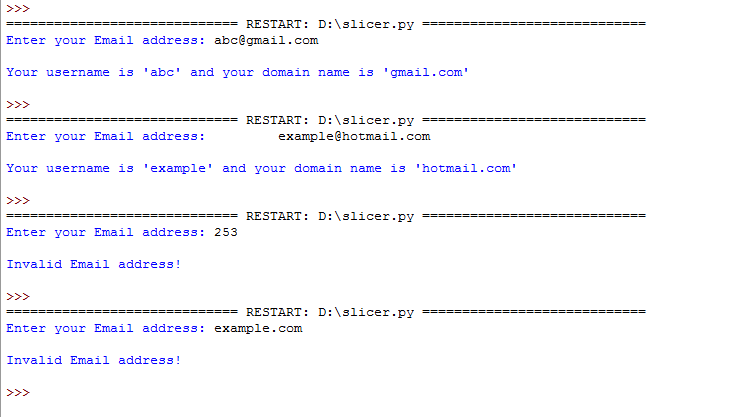 >>>
============================= RESTART: D:\slicer.py ============================
Enter your Email address: abc@gmail.com
Your username is 'abc' and your domain name is 'gmail.com'
>>>
============================= RESTART: D:\slicer.py ============================
Enter your Email address:         example@hotmail.com
Your username is 'example' and your domain name is 'hotmail.com'
>>>
============================= RESTART: D:\slicer.py ============================
Enter your Email address: 253
Invalid Email address!
>>>
============================= RESTART: D:\slicer.py ============================
Enter your Email address: example.com
Invalid Email address!
>>>